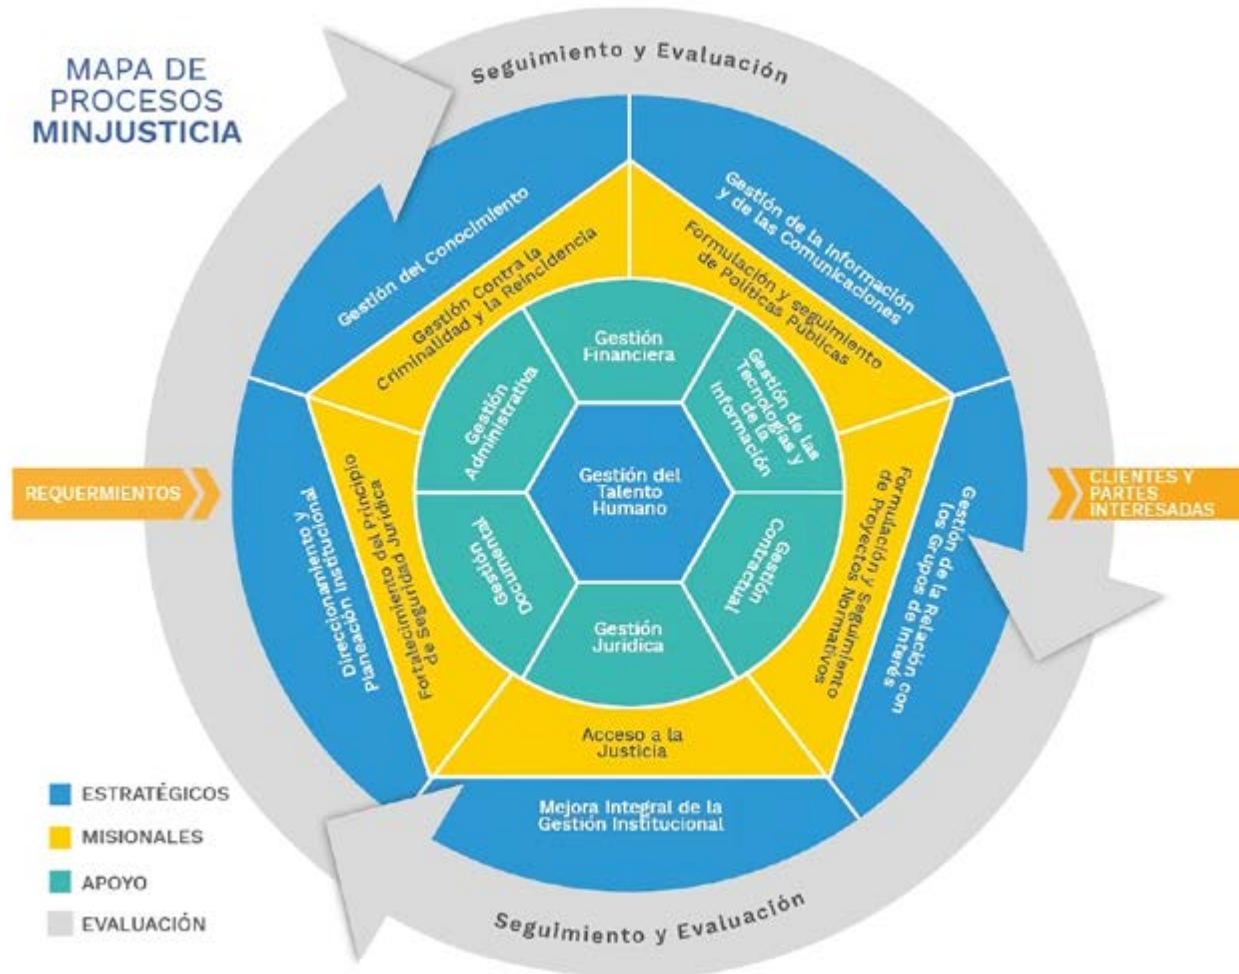 MAPA DE
PROCESOS
MINJUSTICIA
Seguimiento y Evaluación
Gestión del Conocimiento
Gestión de la Información
y de las Comunicaciones
Gestión Contra la
Criminalidad y la Reincidencia
Formulación y seguimiento
de Políticas Públicas
Gestión
Financiera
Gestión
Administrativa
Gestión de las
Tecnologías y
de la
Información
Gestión del
Talento
Humano
REQUERMIENTOS
CLIENTES Y
PARTES
INTERESADAS
Direccionamiento y
Planeación Institucional
Fortalecimiento del Principio
de Seguridad Jurídica
Gestión
Documental
Gestión
Jurídica
Gestión
Contractual
Formulación y Seguimiento
de Proyectos Normativos
Gestión de la Relación con
los Grupos de Interés
Acceso a la
Justicia
Mejora Integral de la
Gestión Institucional
ESTRATÉGICOS
MISIONALES
APOYO
EVALUACIÓN
Seguimiento y Evaluación